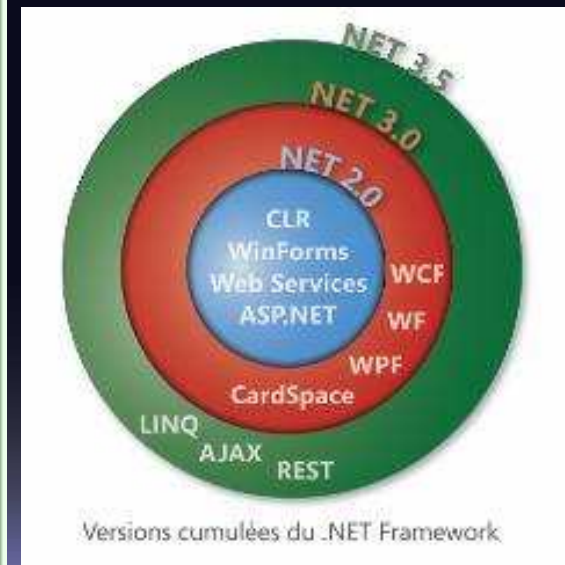 NET 3.5
NET 3.0
NET 2.0
CLR
WinForms
Web Services
ASP.NET
WCF
WF
WPF
CardSpace
LINQ
AJAX
REST
Versions cumulées du .NET Framework